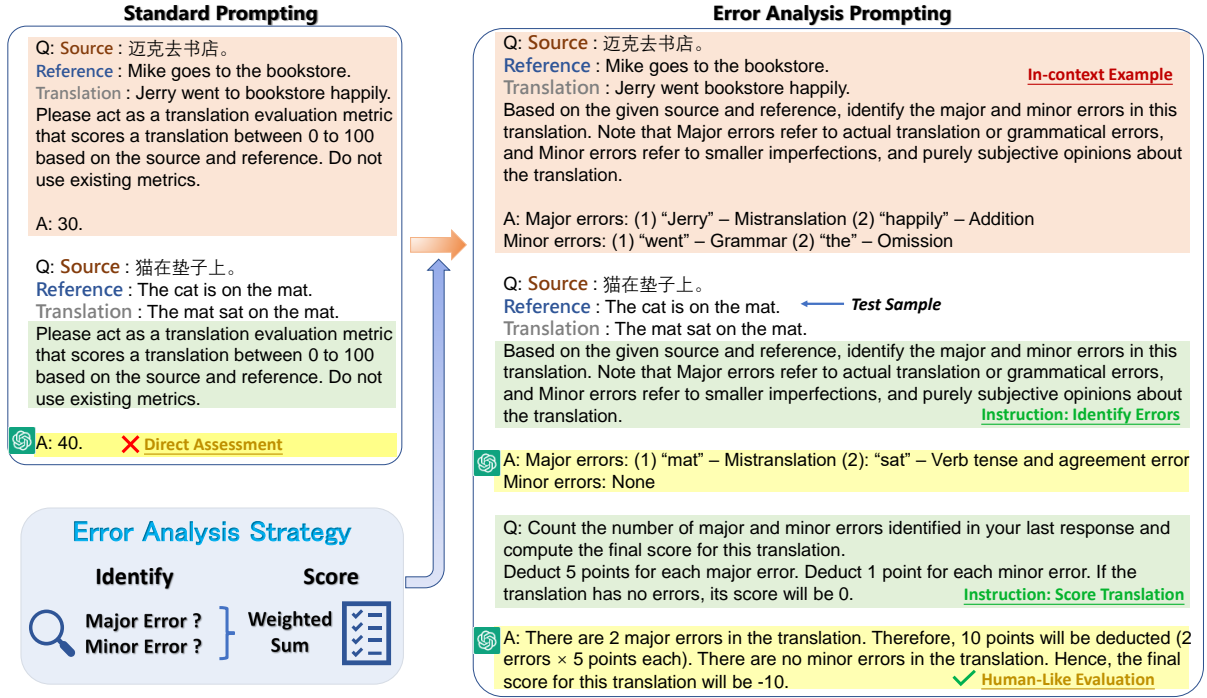 Standard Prompting
Q: Source : 迈克去书店。
Reference : Mike goes to the bookstore.
Translation : Jerry went to bookstore happily.
Please act as a translation evaluation metric
that scores a translation between 0 to 100
based on the source and reference. Do not
use existing metrics.
A: 30.
Q: Source : 猫在垫子上。
Reference : The cat is on the mat.
Translation : The mat sat on the mat.
Please act as a translation evaluation metric
that scores a translation between 0 to 100
based on the source and reference. Do not
use existing metrics.
A: 40. Direct Assessment
Error Analysis Strategy
Identify Score
Major Error ?
Minor Error ?
Weighted
Sum
Error Analysis Prompting
Q: Source : 迈克去书店。
Reference : Mike goes to the bookstore.
In-context Example
Translation : Jerry went bookstore happily.
Based on the given source and reference, identify the major and minor errors in this
translation. Note that Major errors refer to actual translation or grammatical errors,
and Minor errors refer to smaller imperfections, and purely subjective opinions about
the translation.
A: Major errors: (1) “Jerry” – Mistranslation (2) “happily” – Addition
Minor errors: (1) “went” – Grammar (2) “the” – Omission
Q: Source : 猫在垫子上。
Reference : The cat is on the mat. Test Sample
Translation : The mat sat on the mat.
Based on the given source and reference, identify the major and minor errors in this
translation. Note that Major errors refer to actual translation or grammatical errors,
and Minor errors refer to smaller imperfections, and purely subjective opinions about
the translation. Instruction: Identify Errors
A: Major errors: (1) “mat” – Mistranslation (2): “sat” – Verb tense and agreement error
Minor errors: None
Q: Count the number of major and minor errors identified in your last response and
compute the final score for this translation.
Deduct 5 points for each major error. Deduct 1 point for each minor error. If the
translation has no errors, its score will be 0. Instruction: Score Translation
A: There are 2 major errors in the translation. Therefore, 10 points will be deducted (2
errors × 5 points each). There are no minor errors in the translation. Hence, the final
score for this translation will be -10. Human-Like Evaluation